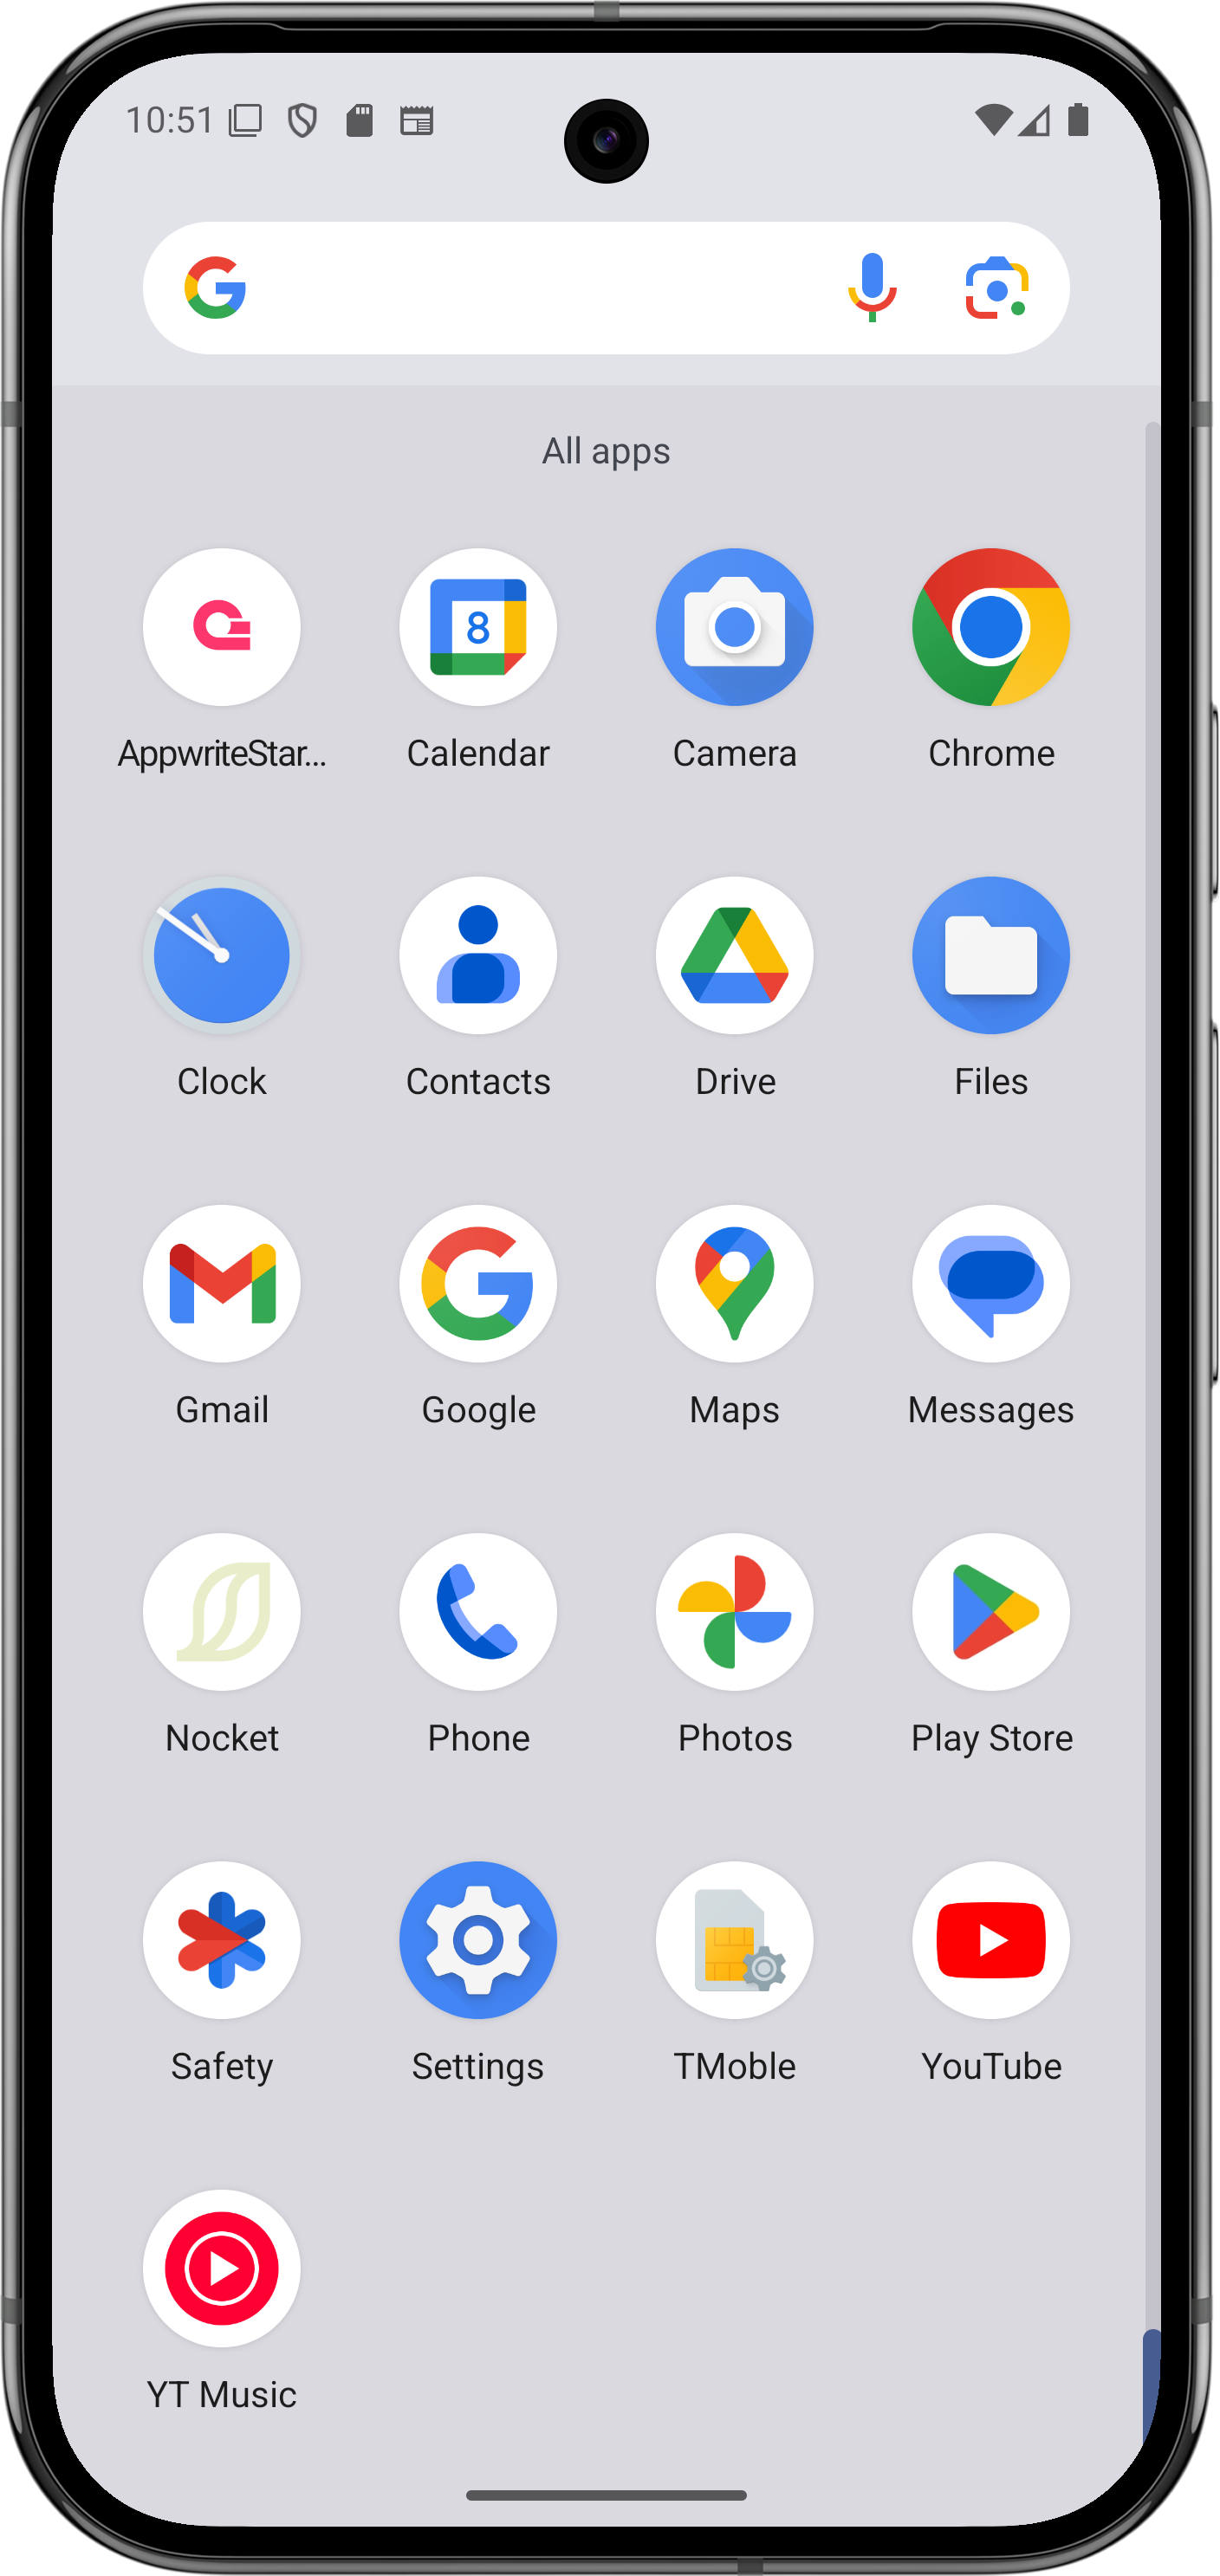 10:51
All apps
8
AppwriteStar... Calendar Camera Chrome
Clock Contacts Drive Files
Gmail Google Maps Messages
Nocket Phone Photos Play Store
Safety Settings TMoble YouTube
YT Music